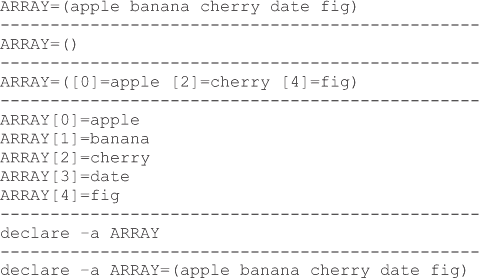 ARRAY=(apple banana cherry date fig)
------------------------------------------------
ARRAY=()
------------------------------------------------
ARRAY=([0]=apple [2]=cherry [4]=fig)
------------------------------------------------
ARRAY[0]=apple
ARRAY[1]=banana
ARRAY[2]=cherry
ARRAY[3]=date
ARRAY[4]=fig
------------------------------------------------
declare –a ARRAY
------------------------------------------------
declare –a ARRAY=(apple banana cherry date fig)